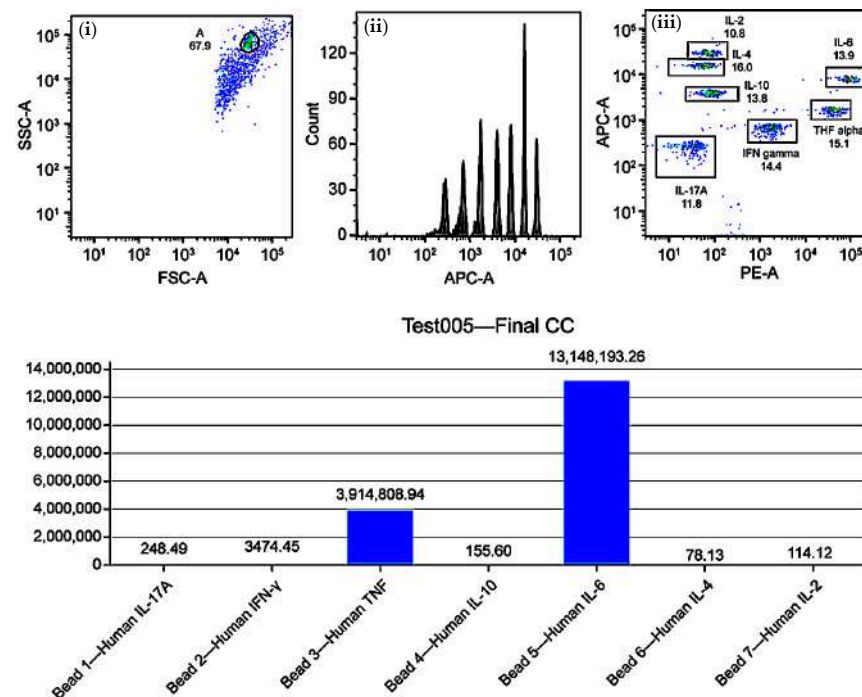 (i)
A
67.9
10⁵
10⁴
10³
10²
10¹
SSC-A
10¹ 10² 10³ 10⁴ 10⁵
FSC-A
(ii)
120
90
60
30
0
Count
10¹ 10² 10³ 10⁴ 10⁵
APC-A
(iii)
IL-2
10.8
IL-4
16.0
IL-10
13.8
IL-6
13.9
THF alpha
15.1
IFN gamma
14.4
IL-17A
11.8
10⁵
10⁴
10³
10²
10¹
APC-A
10¹ 10² 10³ 10⁴ 10⁵
PE-A
Test005—Final CC
14,000,000
12,000,000
10,000,000
8,000,000
6,000,000
4,000,000
2,000,000
0
248.49
3474.45
3,914,808.94
155.60
13,148,193.26
78.13
114.12
Bead 1—Human IL-17A
Bead 2—Human IFN-γ
Bead 3—Human TNF
Bead 4—Human IL-10
Bead 5—Human IL-6
Bead 6—Human IL-4
Bead 7—Human IL-2